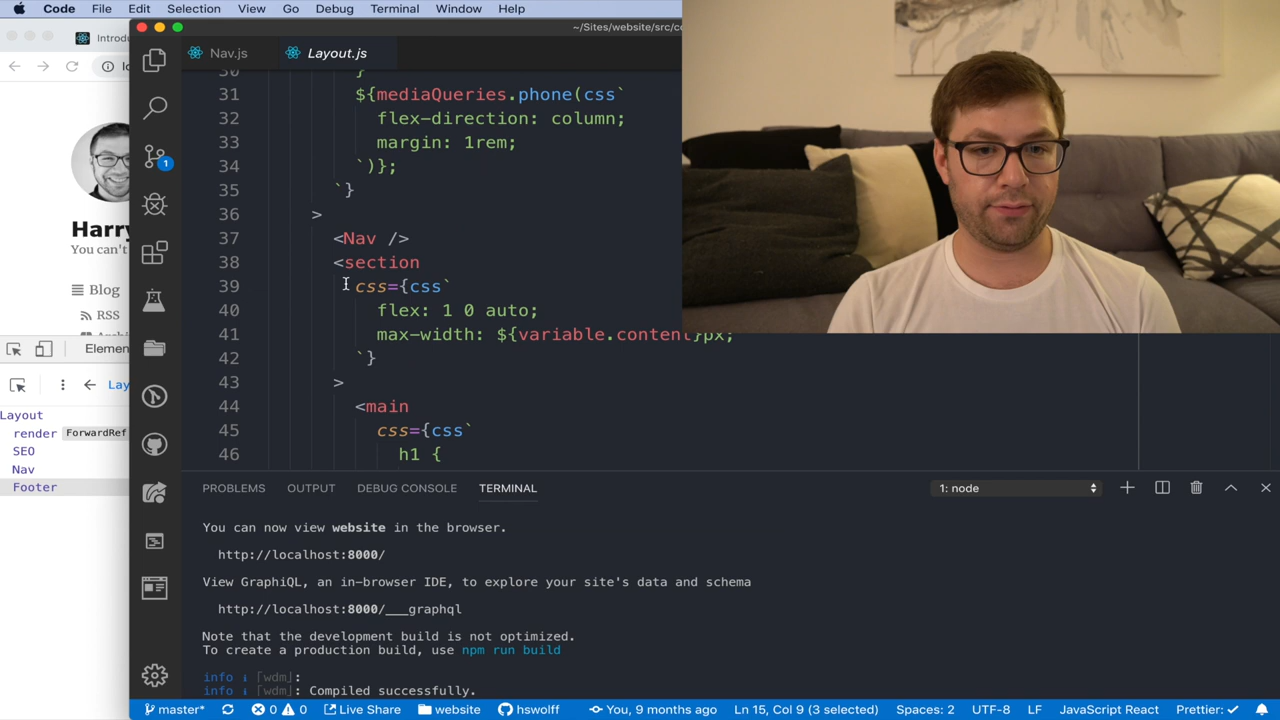 Code File Edit Selection View Go Debug Terminal Window Help
~/Sites/website/src/co
Introdu
Nav.js Layout.js
30 }
31 ${mediaQueries.phone(css`
32 flex-direction: column;
33 margin: 1rem;
34 `)};
35 `}
36 >
37 <Nav />
38 <section
39 css={css`
40 flex: 1 0 auto;
41 max-width: ${variable.content}px;
42 `}
43 >
44 <main
45 css={css`
46 h1 {
Harry
You can't
Blog
RSS
Elemen
Lay
Layout
render ForwardRef
SEO
Nav
Footer
1
PROBLEMS OUTPUT DEBUG CONSOLE TERMINAL 1: node
You can now view website in the browser.
http://localhost:8000/
View GraphiQL, an in-browser IDE, to explore your site's data and schema
http://localhost:8000/___graphql
Note that the development build is not optimized.
To create a production build, use npm run build
info ℹ ｢wdm｣:
info ℹ ｢wdm｣: Compiled successfully.
master* 0 0 Live Share website hswolff You, 9 months ago Ln 15, Col 9 (3 selected) Spaces: 2 UTF-8 LF JavaScript React Prettier: ✓